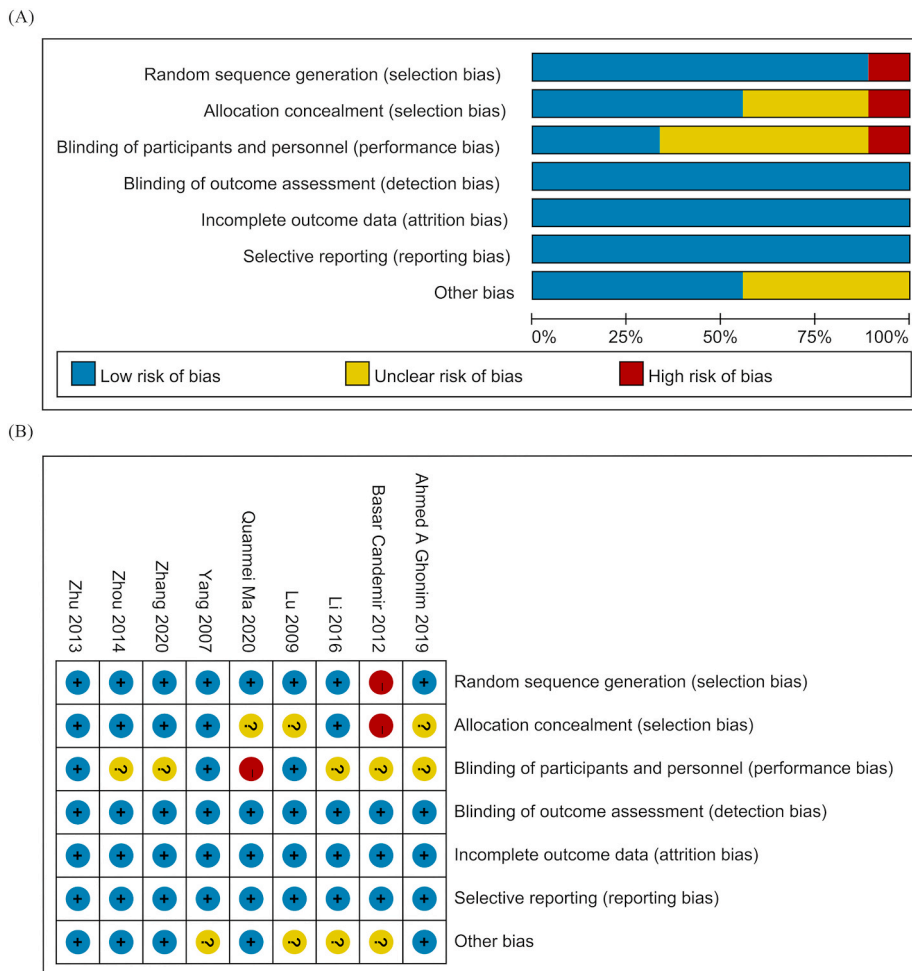 (A)
Random sequence generation (selection bias)
Allocation concealment (selection bias)
Blinding of participants and personnel (performance bias)
Blinding of outcome assessment (detection bias)
Incomplete outcome data (attrition bias)
Selective reporting (reporting bias)
Other bias
0% 25% 50% 75% 100%
Low risk of bias Unclear risk of bias High risk of bias
(B)
Zhu 2013
Zhou 2014
Zhang 2020
Yang 2007
Quanmei Ma 2020
Lu 2009
Li 2016
Basar Candemir 2012
Ahmed A Ghonim 2019
+ + + + + + + - + Random sequence generation (selection bias)
+ + + + ? ? + - ? Allocation concealment (selection bias)
+ ? ? + - + ? ? ? Blinding of participants and personnel (performance bias)
+ + + + + + + + + Blinding of outcome assessment (detection bias)
+ + + + + + + + + Incomplete outcome data (attrition bias)
+ + + + + + + + + Selective reporting (reporting bias)
+ + + ? + ? ? ? + Other bias